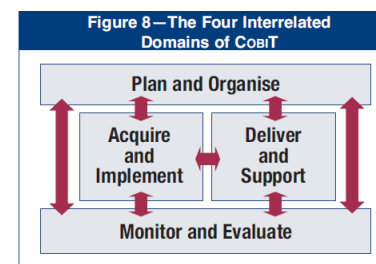 Figure 8—The Four Interrelated
Domains of COBIT
Plan and Organise
Acquire
and
Implement
Deliver
and
Support
Monitor and Evaluate